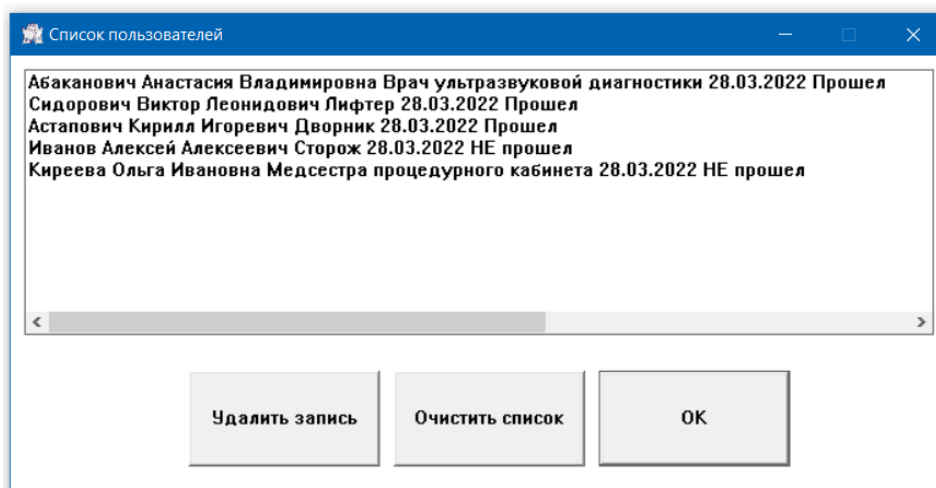 Список пользователей
Абаканович Анастасия Владимировна Врач ультразвуковой диагностики 28.03.2022 Прошел
Сидорович Виктор Леонидович Лифтер 28.03.2022 Прошел
Астапович Кирилл Игоревич Дворник 28.03.2022 Прошел
Иванов Алексей Алексеевич Сторож 28.03.2022 НЕ прошел
Киреева Ольга Ивановна Медсестра процедурного кабинета 28.03.2022 НЕ прошел
Удалить запись Очистить список OK